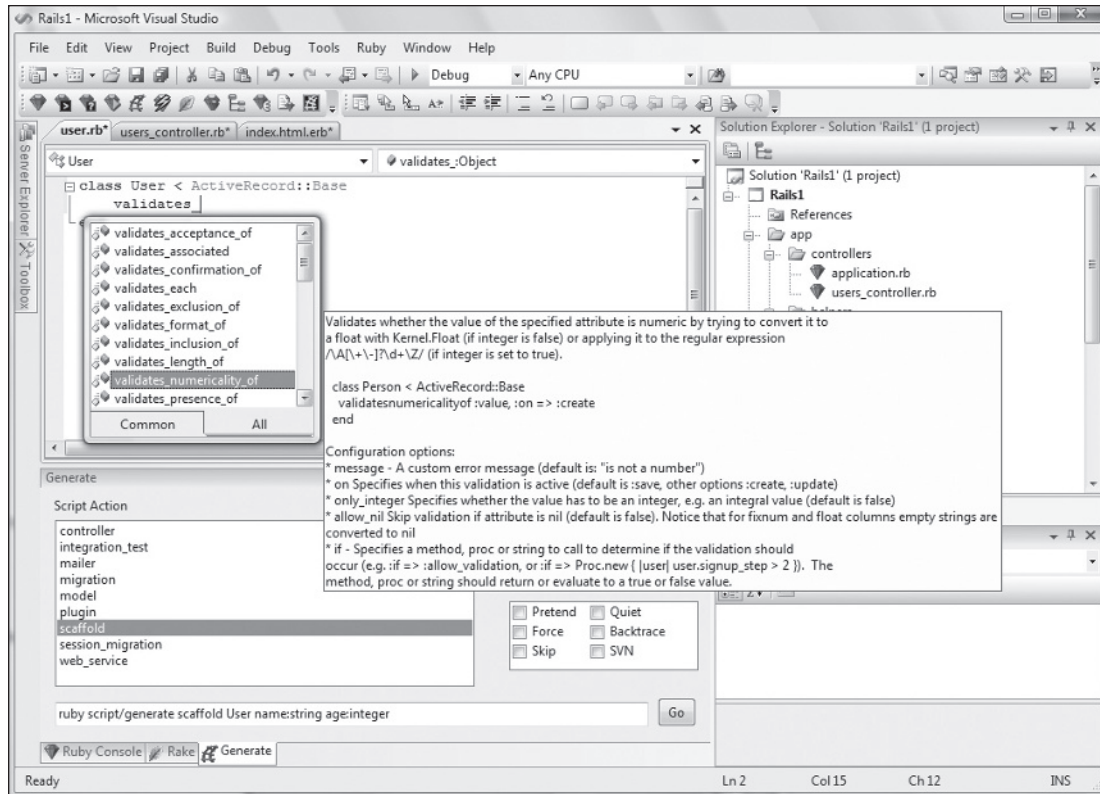 Rails1 - Microsoft Visual Studio
File Edit View Project Build Debug Tools Ruby Window Help
Debug Any CPU
user.rb* users_controller.rb* index.html.erb*
Server Explorer
Toolbox
User validates_:Object
class User < ActiveRecord::Base
validates_
e
validates_acceptance_of
validates_associated
validates_confirmation_of
validates_each
validates_exclusion_of
validates_format_of
validates_inclusion_of
validates_length_of
validates_numericality_of
validates_presence_of
Common All
Solution Explorer - Solution 'Rails1' (1 project)
Solution 'Rails1' (1 project)
Rails1
References
app
controllers
application.rb
users_controller.rb
helpers
Validates whether the value of the specified attribute is numeric by trying to convert it to
a float with Kernel.Float (if integer is false) or applying it to the regular expression
/\A[\+\-]?\d+\Z/ (if integer is set to true).
class Person < ActiveRecord::Base
validatesnumericalityof :value, :on => :create
end
Configuration options:
* message - A custom error message (default is: "is not a number")
* on Specifies when this validation is active (default is :save, other options :create, :update)
* only_integer Specifies whether the value has to be an integer, e.g. an integral value (default is false)
* allow_nil Skip validation if attribute is nil (default is false). Notice that for fixnum and float columns empty strings are
converted to nil
* if - Specifies a method, proc or string to call to determine if the validation should
occur (e.g. :if => :allow_validation, or :if => Proc.new { |user| user.signup_step > 2 }). The
method, proc or string should return or evaluate to a true or false value.
Generate
Script Action
controller
integration_test
mailer
migration
model
plugin
scaffold
session_migration
web_service
Pretend Quiet
Force Backtrace
Skip SVN
ruby script/generate scaffold User name:string age:integer
Go
Ruby Console Rake Generate
Ready Ln 2 Col 15 Ch 12 INS